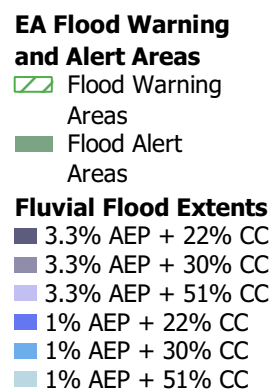 EA Flood Warning
and Alert Areas
Flood Warning
Areas
Flood Alert
Areas
Fluvial Flood Extents
3.3% AEP + 22% CC
3.3% AEP + 30% CC
3.3% AEP + 51% CC
1% AEP + 22% CC
1% AEP + 30% CC
1% AEP + 51% CC